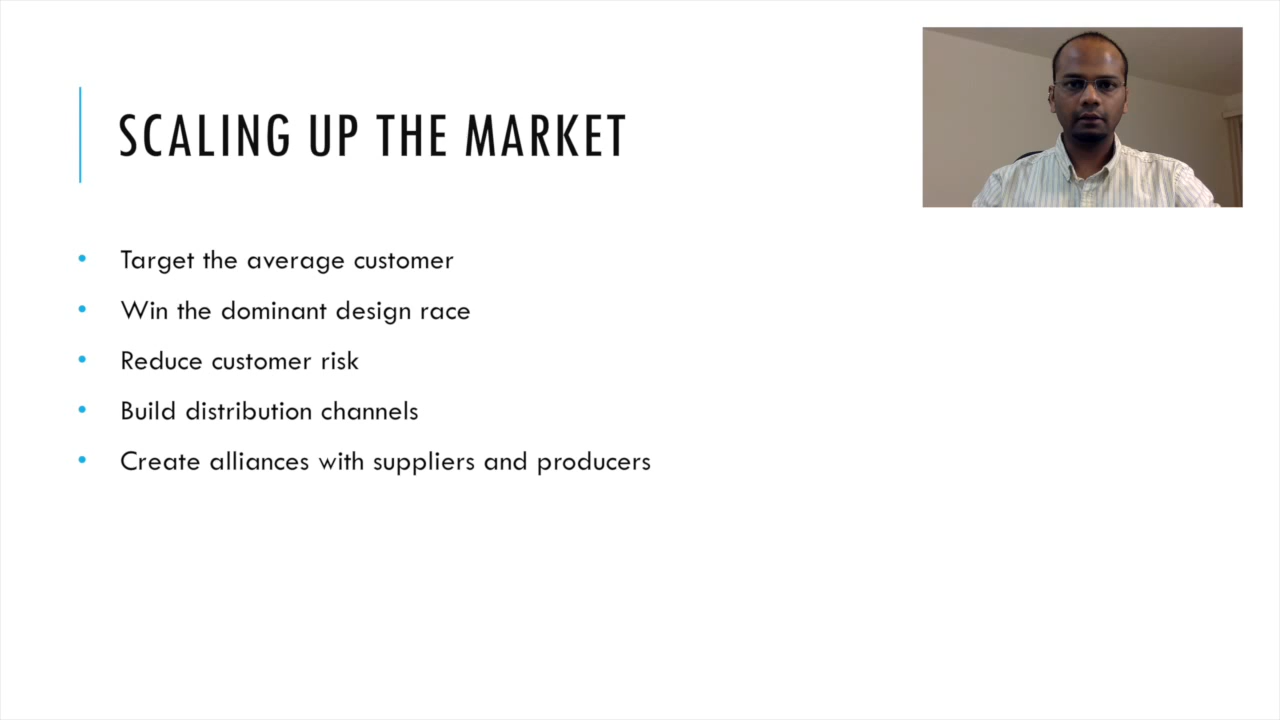 SCALING UP THE MARKET
• Target the average customer
• Win the dominant design race
• Reduce customer risk
• Build distribution channels
• Create alliances with suppliers and producers